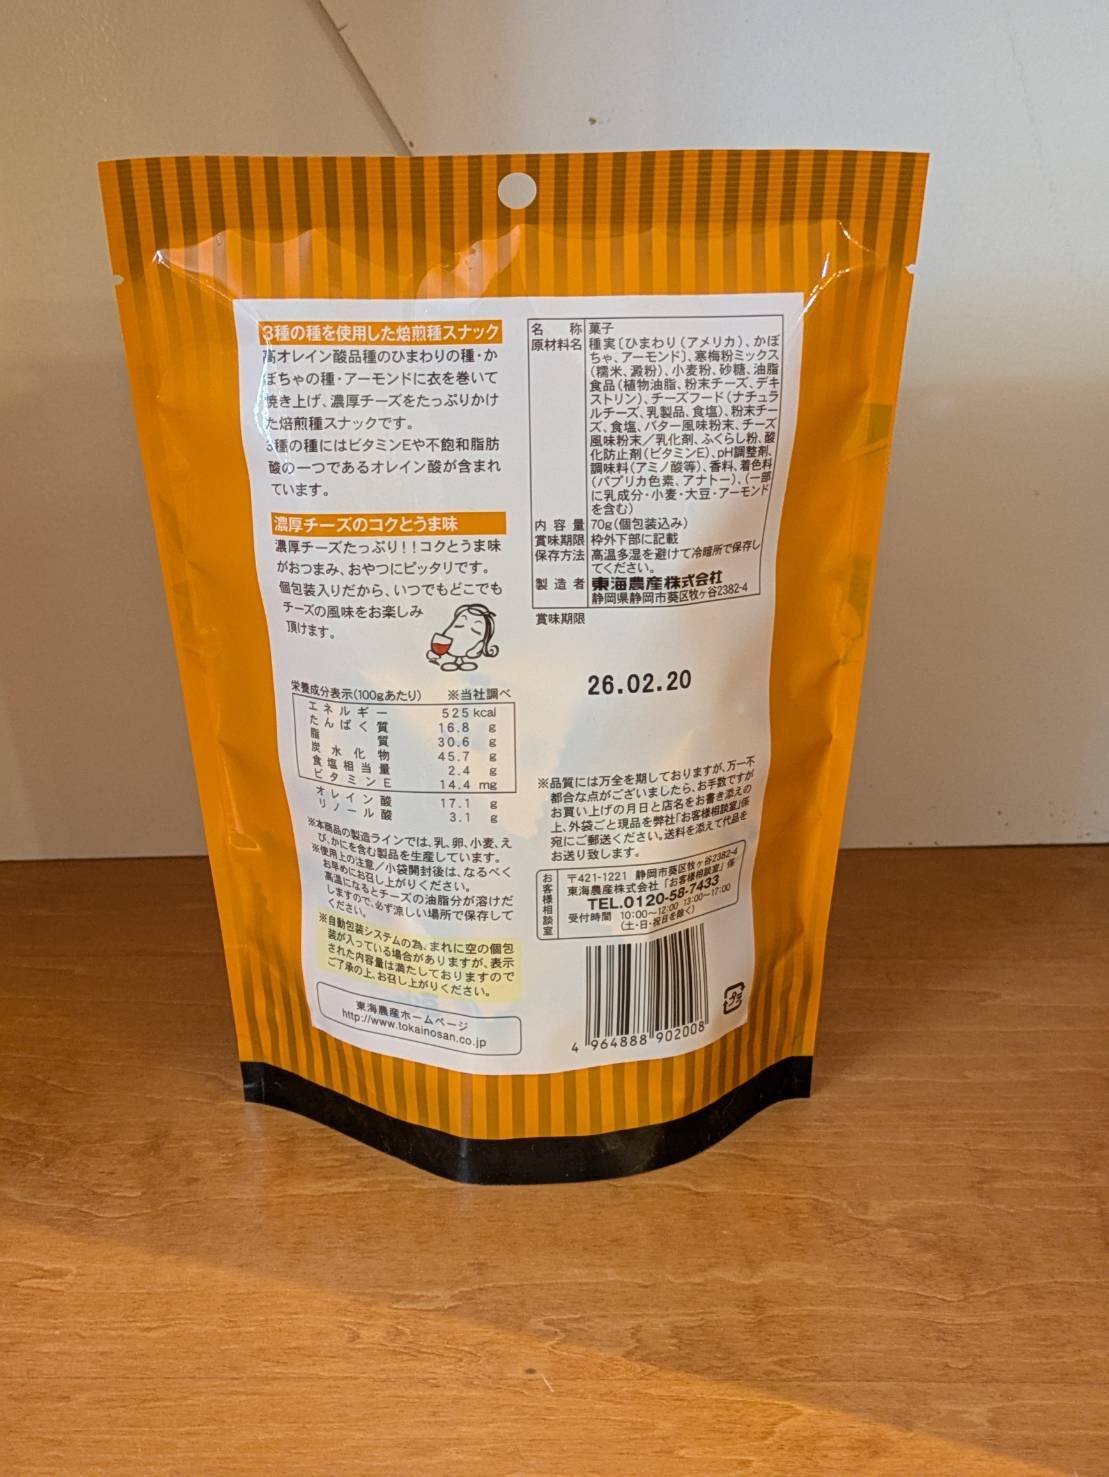 3種の種を使用した焙煎種スナック
高オレイン酸品種のひまわりの種・か
ぼちゃの種・アーモンドに衣を巻いて
焼き上げ、濃厚チーズをたっぷりかけ
た焙煎種スナックです。
3種の種にはビタミンEや不飽和脂肪
酸の一つであるオレイン酸が含まれ
ています。
濃厚チーズのコクとうま味
濃厚チーズたっぷり!!コクとうま味
がおつまみ、おやつにピッタリです。
個包装入りだから、いつでもどこでも
チーズの風味をお楽しみ
頂けます。
栄養成分表示(100gあたり) ※当社調べ
エネルギー 525 kcal
たんぱく質 16.8 g
脂質 30.6 g
炭水化物 45.7 g
食塩相当量 2.4 g
ビタミンE 14.4 mg
オレイン酸 17.1 g
リノール酸 3.1 g
※本商品の製造ラインでは、乳、卵、小麦、え
び、かにを含む製品を生産しています。
※使用上の注意/小袋開封後は、なるべく
お早めにお召し上がりください。
高温になるとチーズの油脂分が溶けだ
しますので、必ず涼しい場所で保存して
ください。
※自動包装システムの為、まれに空の個包
装が入っている場合がありますが、表示
された内容量は満たしておりますので
ご了承の上、お召し上がりください。
東海農産ホームページ
http://www.tokainosan.co.jp
名称 菓子
原材料名 種実〔ひまわり(アメリカ)、かぼ
ちゃ、アーモンド〕、寒梅粉ミックス
(糯米、澱粉)、小麦粉、砂糖、油脂
食品(植物油脂、粉末チーズ、デキ
ストリン)、チーズフード(ナチュラ
ルチーズ、乳製品、食塩)、粉末チー
ズ、食塩、バター風味粉末、チーズ
風味粉末/乳化剤、ふくらし粉、酸
化防止剤(ビタミンE)、pH調整剤、
調味料(アミノ酸等)、香料、着色料
(パプリカ色素、アナトー)、(一部
に乳成分・小麦・大豆・アーモンド
を含む)
内容量 70g(個包装込み)
賞味期限 枠外下部に記載
保存方法 高温多湿を避けて冷暗所で保存し
てください。
製造者 東海農産株式会社
静岡県静岡市葵区牧ヶ谷2382-4
賞味期限
26.02.20
※品質には万全を期しておりますが、万一不
都合な点がございましたら、お手数ですが
お買い上げの月日と店名をお書き添えの
上、外袋ごと現品を弊社「お客様相談室」係
宛にご郵送ください。送料を添えて代品を
お送り致します。
お客様相談室
〒421-1221 静岡市葵区牧ヶ谷2382-4
東海農産株式会社「お客様相談室」係
TEL.0120-58-7433
受付時間 10:00~12:00 13:00~17:00
(土・日・祝日を除く)
プラ
4 964888 902008